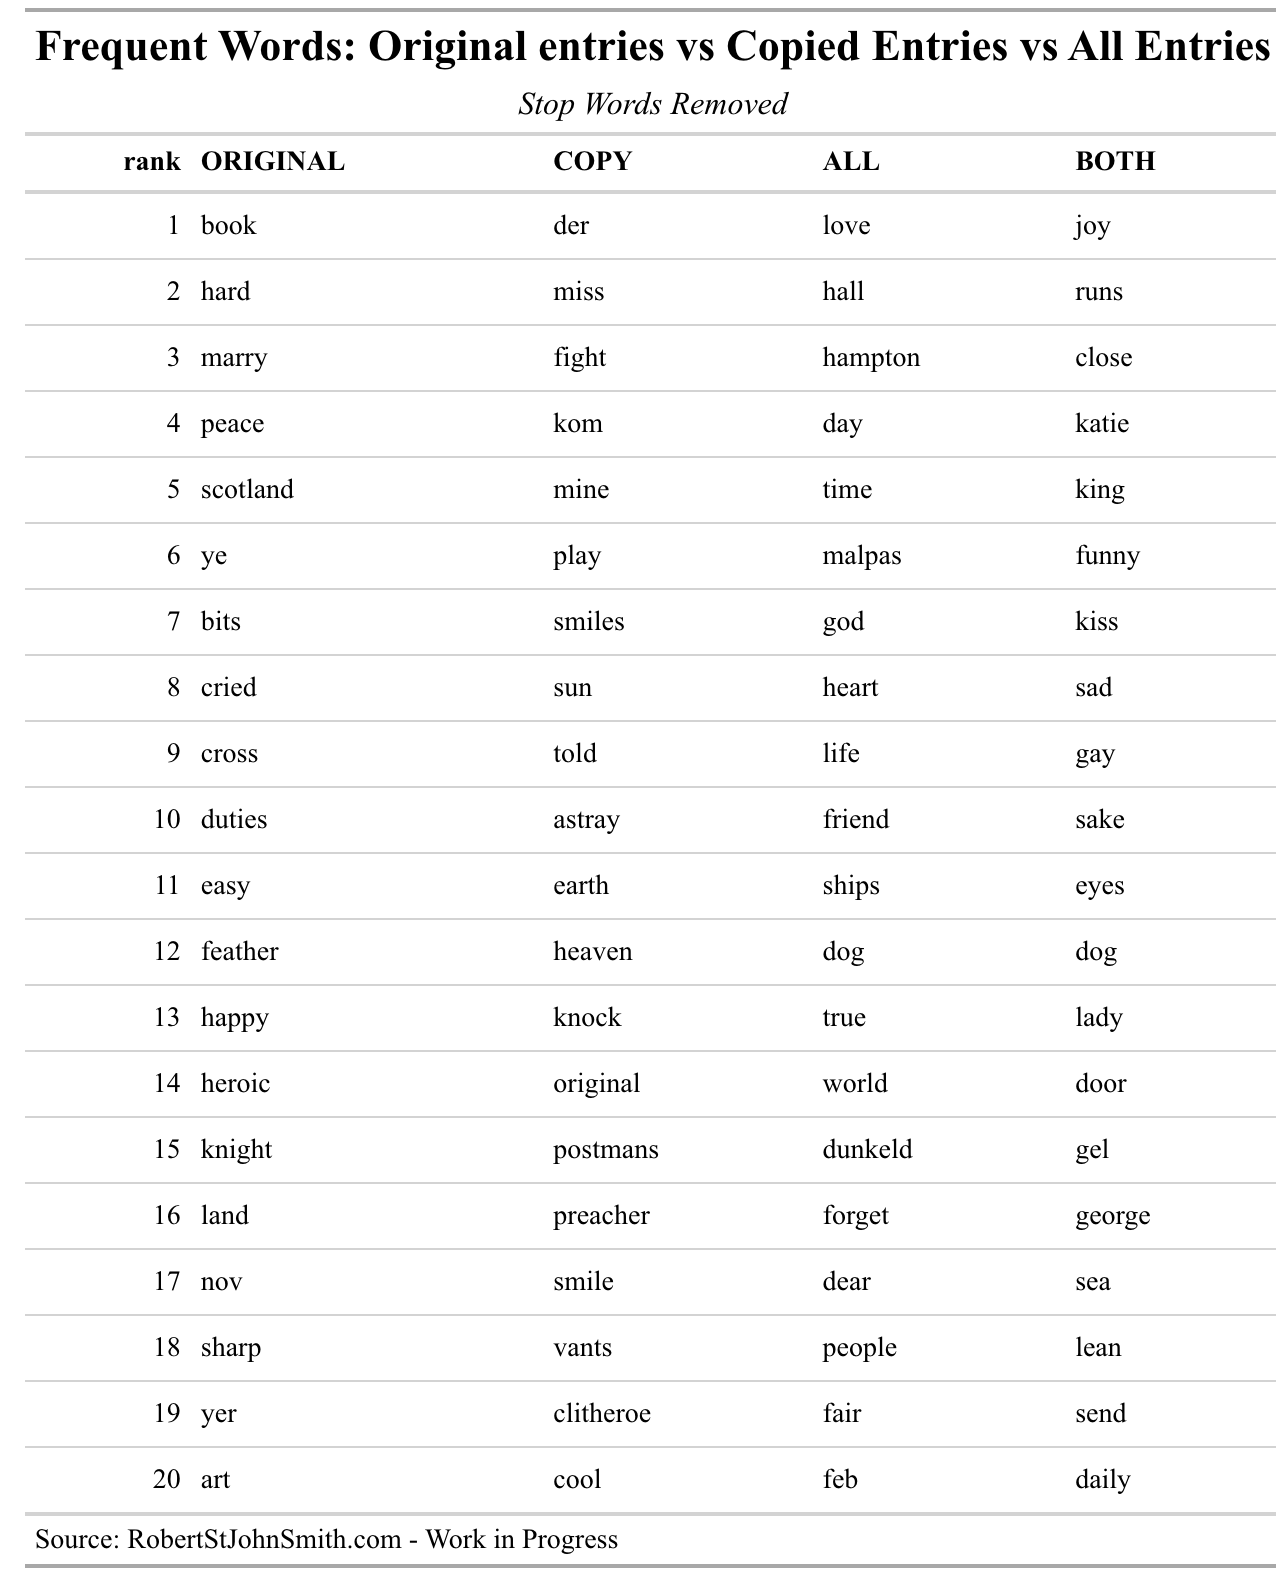 Frequent Words: Original entries vs Copied Entries vs All Entries
Stop Words Removed
rank ORIGINAL COPY ALL BOTH
1 book der love joy
2 hard miss hall runs
3 marry fight hampton close
4 peace kom day katie
5 scotland mine time king
6 ye play malpas funny
7 bits smiles god kiss
8 cried sun heart sad
9 cross told life gay
10 duties astray friend sake
11 easy earth ships eyes
12 feather heaven dog dog
13 happy knock true lady
14 heroic original world door
15 knight postmans dunkeld gel
16 land preacher forget george
17 nov smile dear sea
18 sharp vants people lean
19 yer clitheroe fair send
20 art cool feb daily
Source: RobertStJohnSmith.com - Work in Progress